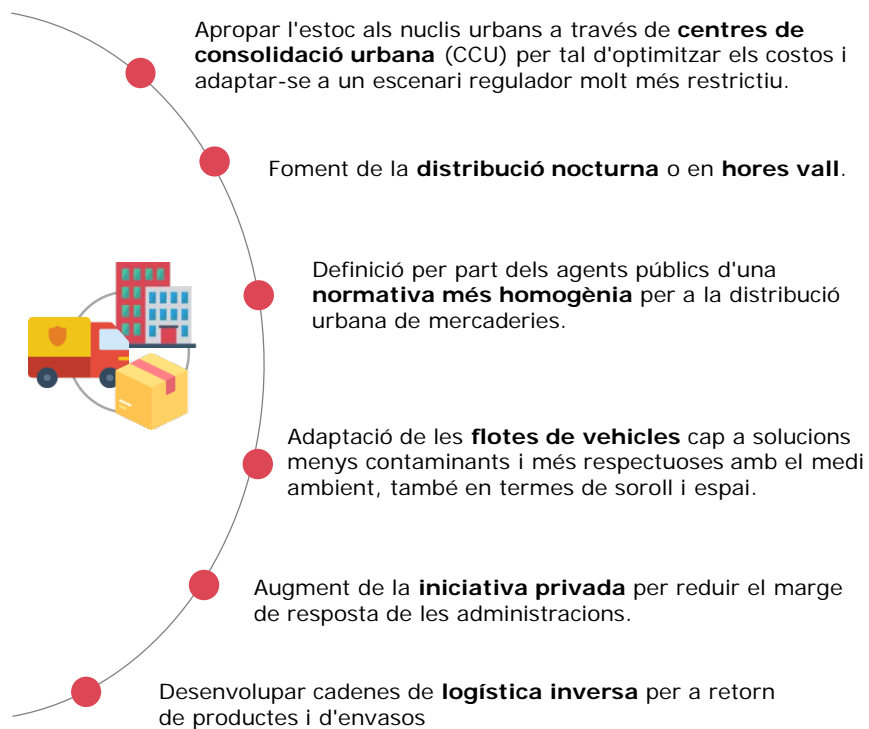 Apropar l'estoc als nuclis urbans a través de centres de
consolidació urbana (CCU) per tal d'optimitzar els costos i
adaptar-se a un escenari regulador molt més restrictiu.
Foment de la distribució nocturna o en hores vall.
Definició per part dels agents públics d'una
normativa més homogènia per a la distribució
urbana de mercaderies.
Adaptació de les flotes de vehicles cap a solucions
menys contaminants i més respectuoses amb el medi
ambient, també en termes de soroll i espai.
Augment de la iniciativa privada per reduir el marge
de resposta de les administracions.
Desenvolupar cadenes de logística inversa per a retorn
de productes i d'envasos